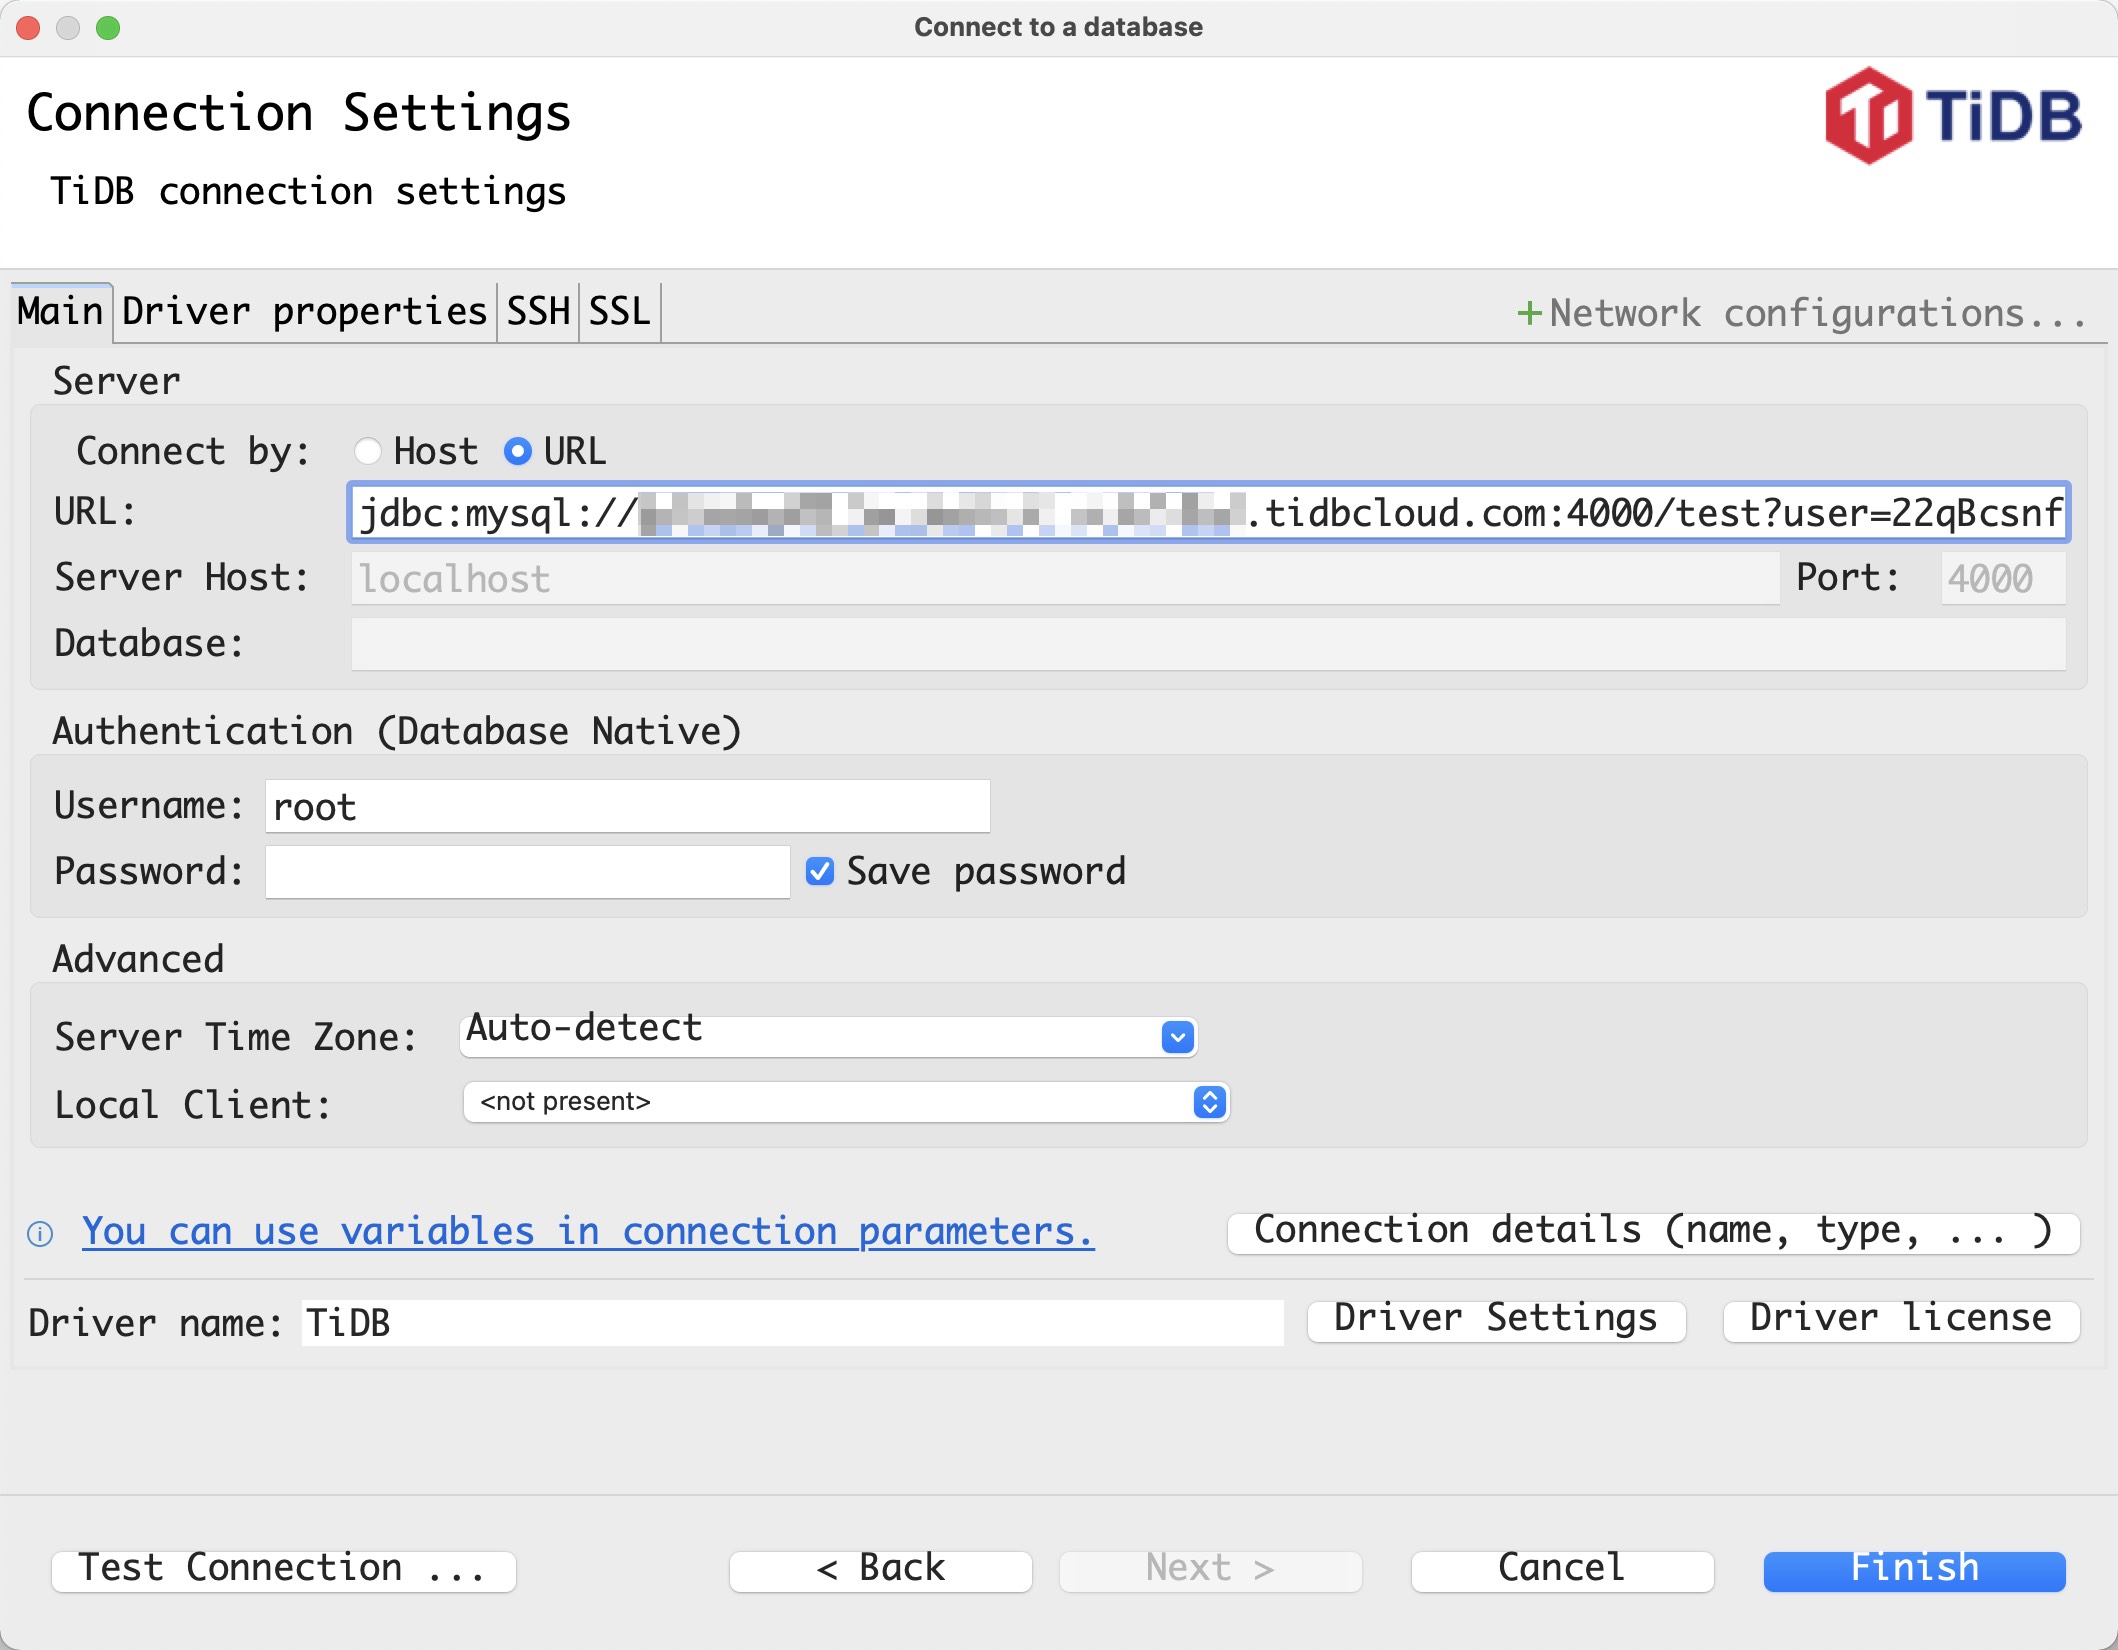 Connect to a database
Connection Settings
TiDB
TiDB connection settings
Main Driver properties SSH SSL +Network configurations...
Server
Connect by: Host URL
URL: jdbc:mysql:// .tidbcloud.com:4000/test?user=22qBcsnf
Server Host: localhost Port: 4000
Database:
Authentication (Database Native)
Username: root
Password: Save password
Advanced
Server Time Zone: Auto-detect
Local Client: <not present>
You can use variables in connection parameters. Connection details (name, type, ... )
Driver name: TiDB Driver Settings Driver license
Test Connection ... < Back Next > Cancel Finish